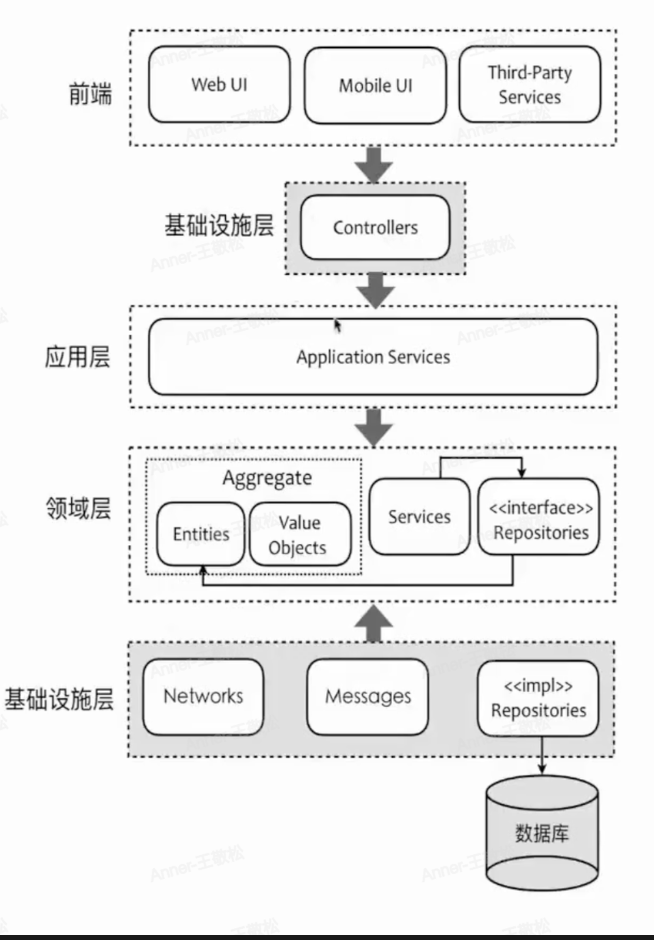 前端
Web UI
Mobile UI
Third-Party
Services
基础设施层
Controllers
应用层
Application Services
领域层
Aggregate
Entities
Value
Objects
Services
<<interface>>
Repositories
基础设施层
Networks
Messages
<<impl>>
Repositories
数据库
Anner-王敬松